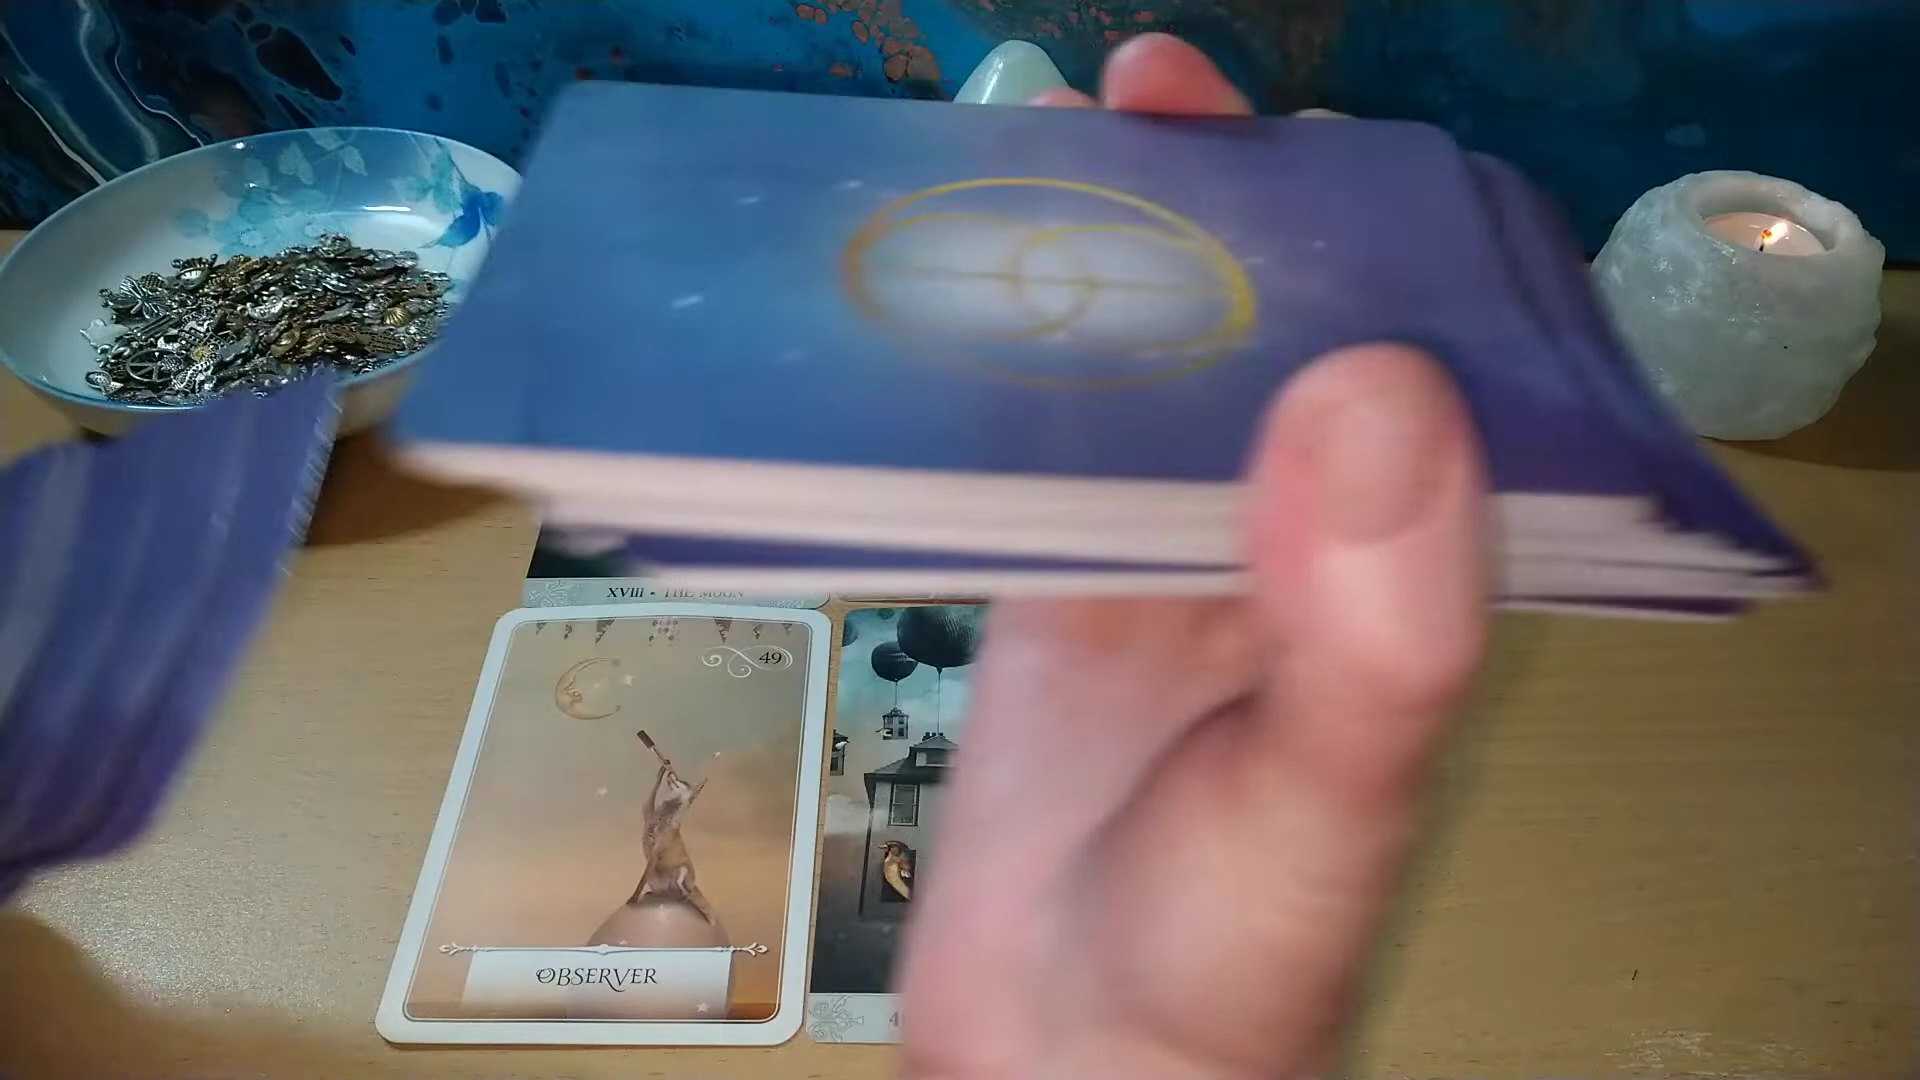 XVIII • THE MOON
49
OBSERVER